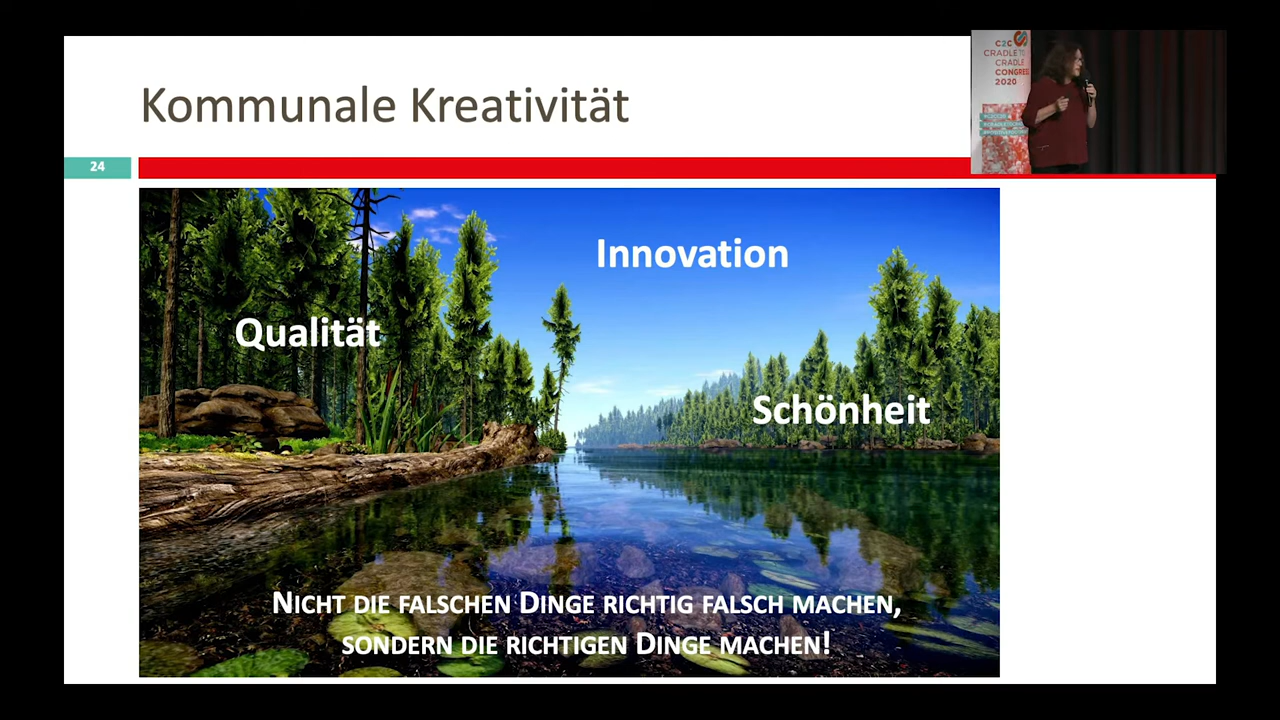 Kommunale Kreativität
24
Innovation
Qualität
Schönheit
NICHT DIE FALSCHEN DINGE RICHTIG FALSCH MACHEN,
SONDERN DIE RICHTIGEN DINGE MACHEN!
C2C
CRADLE TO
CRADLE
CONGRESS
2020